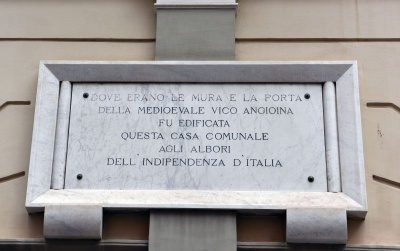 DOVE ERANO LE MURA E LA PORTA
DELLA MEDIOEVALE VICO ANGIOINA
FU EDIFICATA
QUESTA CASA COMUNALE
AGLI ALBORI
DELL'INDIPENDENZA D'ITALIA